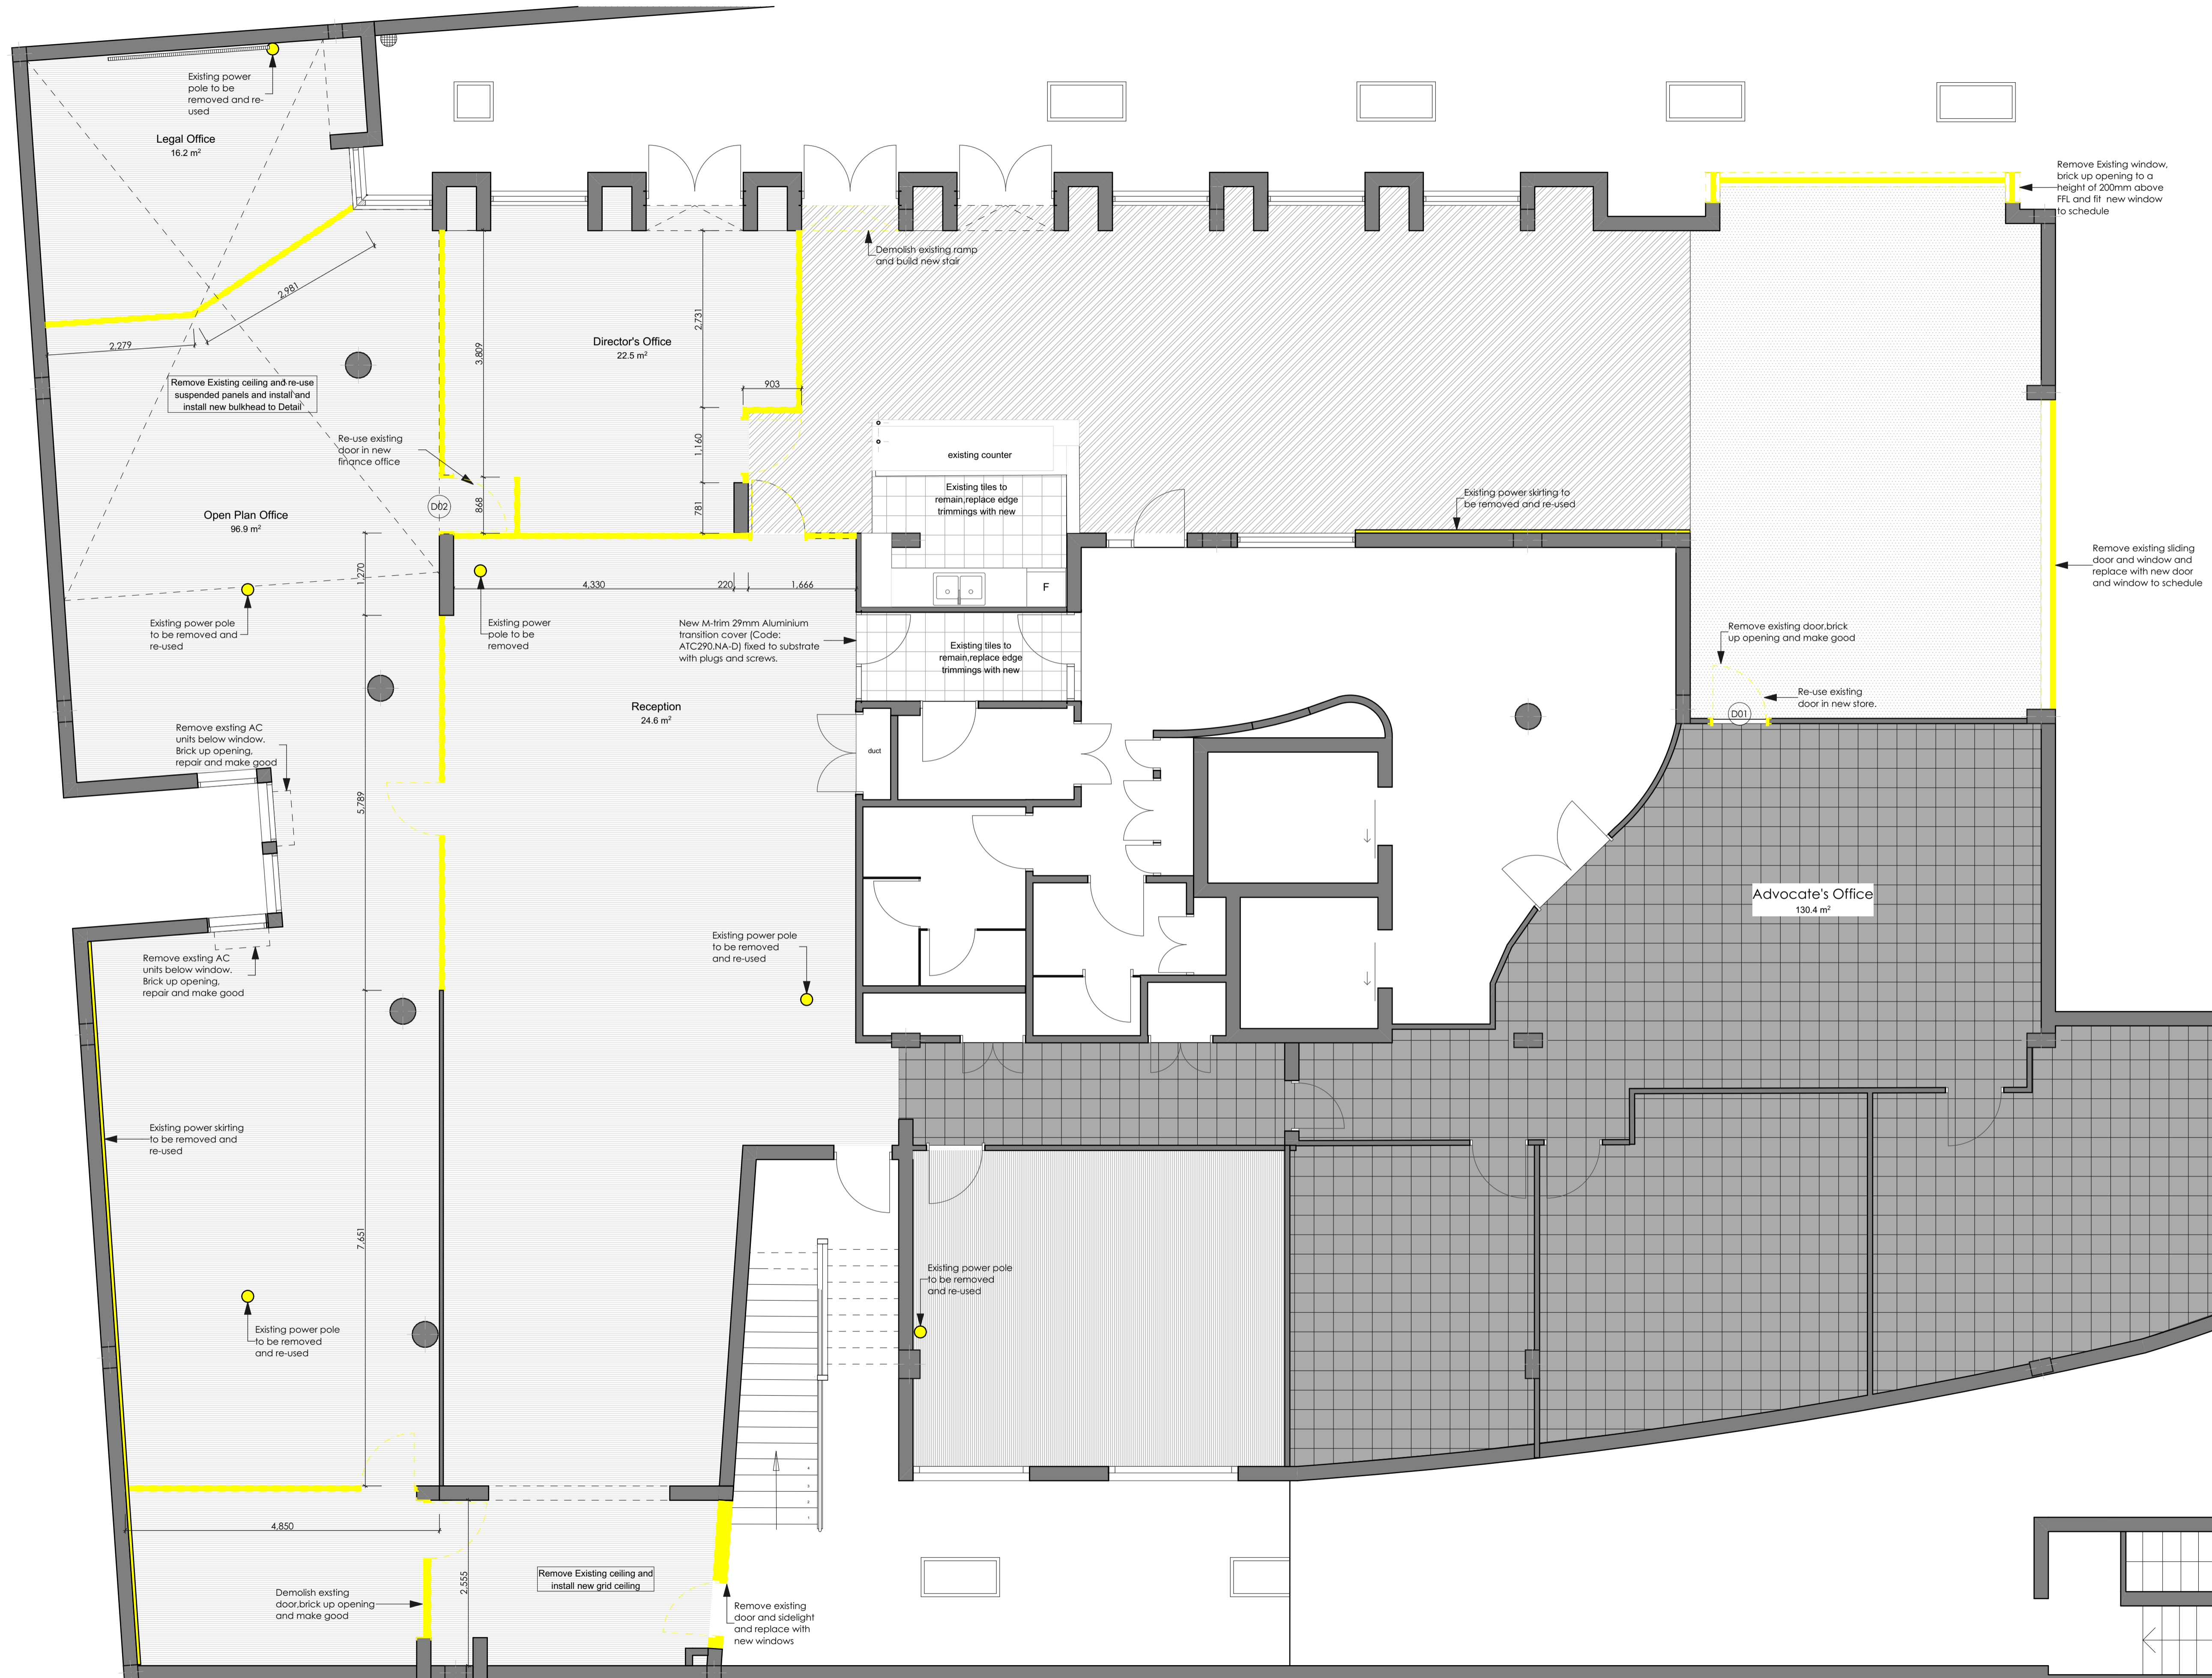 Existing power
pole to be
removed and re-
used
Legal Office
16.2 m²
Remove Existing window,
brick up opening to a
height of 200mm above
FFL and fit new window
to schedule
Demolish existing ramp
and build new stair
2,981
2,279
3,809
2,731
Director's Office
22.5 m²
903
Remove Existing ceiling and re-use
suspended panels and install and
install new bulkhead to Detail
Re-use existing
door in new
finance office
1,160
existing counter
Existing tiles to
remain,replace edge
trimmings with new
Existing power skirting to
be removed and re-used
D02
868
781
Open Plan Office
96.9 m²
Remove existing sliding
door and window and
replace with new door
and window to schedule
1,270
4,330
220
1,666
F
Existing power pole
to be removed and
re-used
Existing power
pole to be
removed
New M-trim 29mm Aluminium
transition cover (Code:
ATC290.NA-D) fixed to substrate
with plugs and screws.
Existing tiles to
remain,replace edge
trimmings with new
Remove existing door,brick
up opening and make good
Re-use existing
door in new store.
D01
Reception
24.6 m²
Remove exsting AC
units below window.
Brick up opening,
repair and make good
duct
5,789
Advocate's Office
130.4 m²
Existing power pole
to be removed
and re-used
Remove exsting AC
units below window.
Brick up opening,
repair and make good
Existing power skirting
to be removed and
re-used
7,651
Existing power pole
to be removed
and re-used
Existing power pole
to be removed
and re-used
4
3
2
1
4,850
2,555
Remove Existing ceiling and
install new grid ceiling
Demolish exsting
door,brick up opening
and make good
Remove existing
door and sidelight
and replace with
new windows